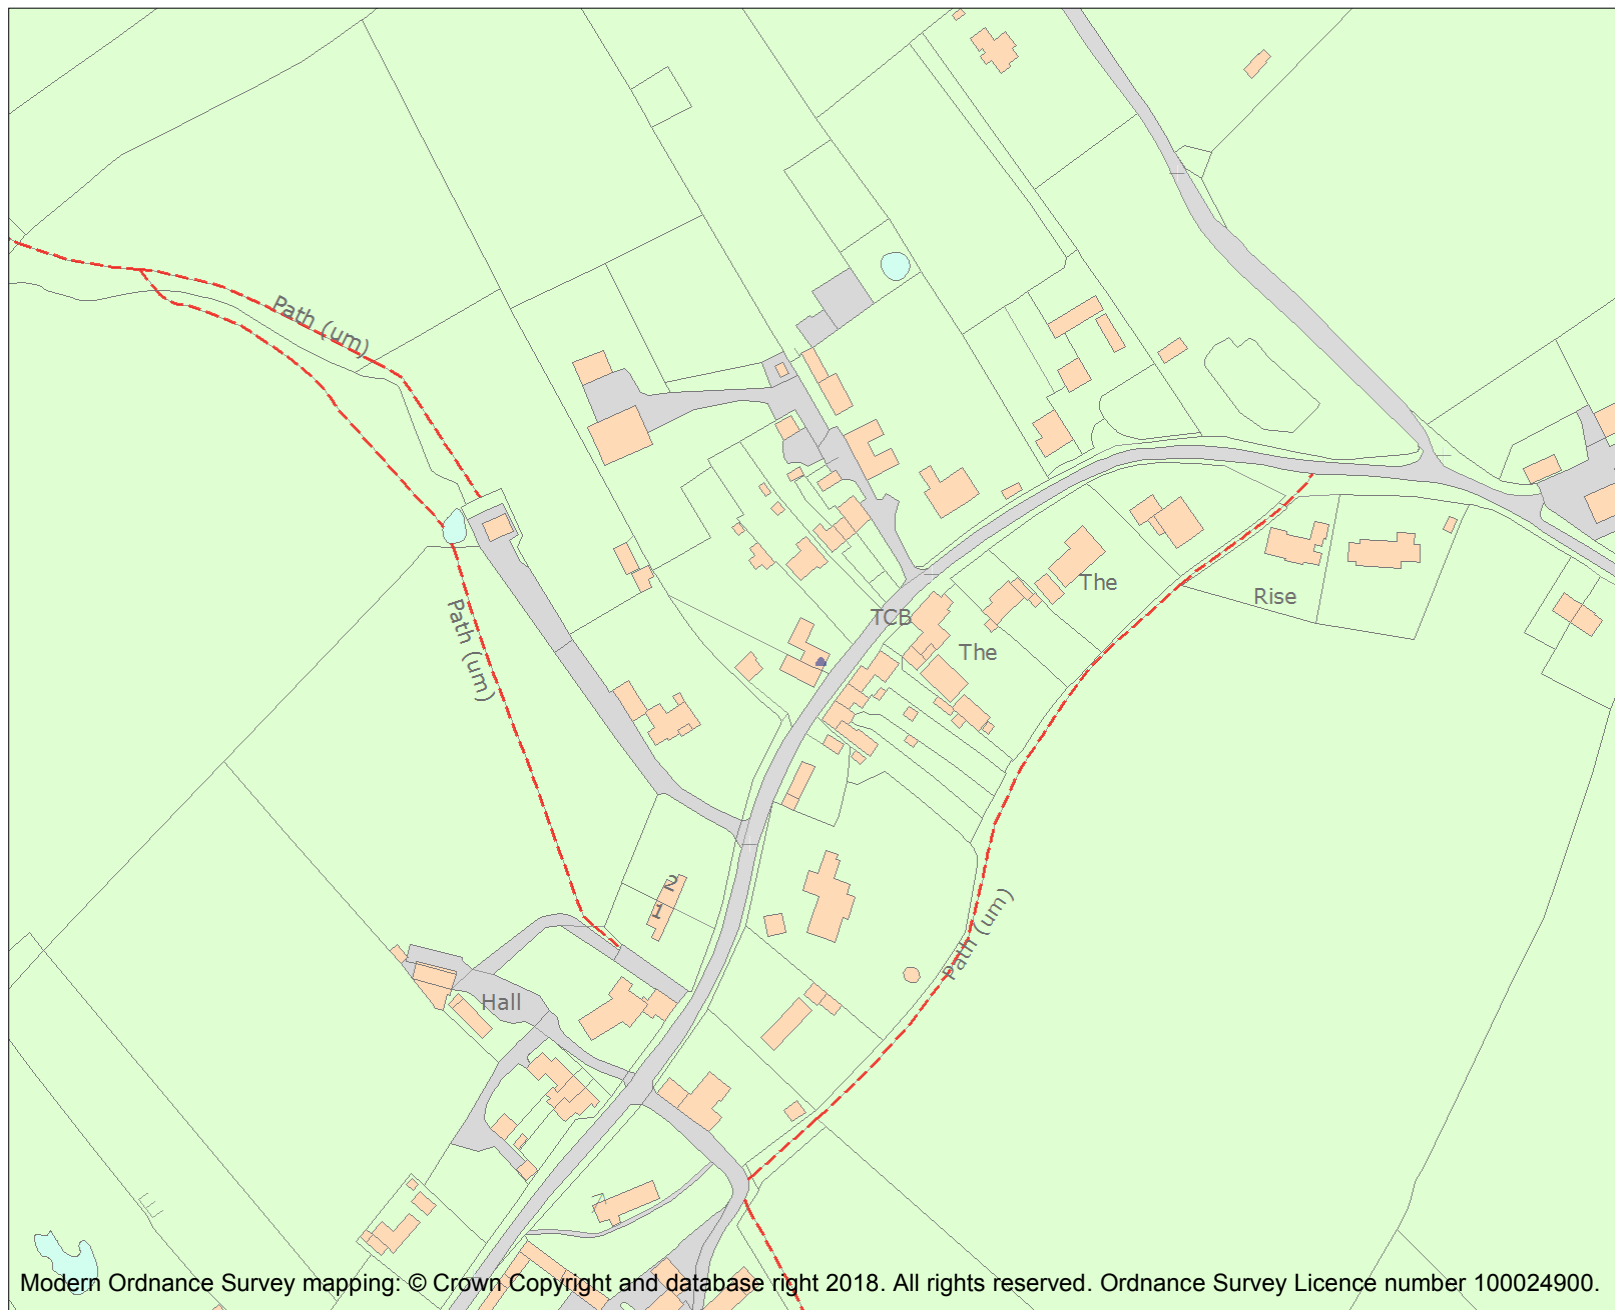 Path (um)
Path (um)
The
Rise
TCB
The
2
1
Path (um)
Hall
7
Modern Ordnance Survey mapping: © Crown Copyright and database right 2018. All rights reserved. Ordnance Survey Licence number 100024900.